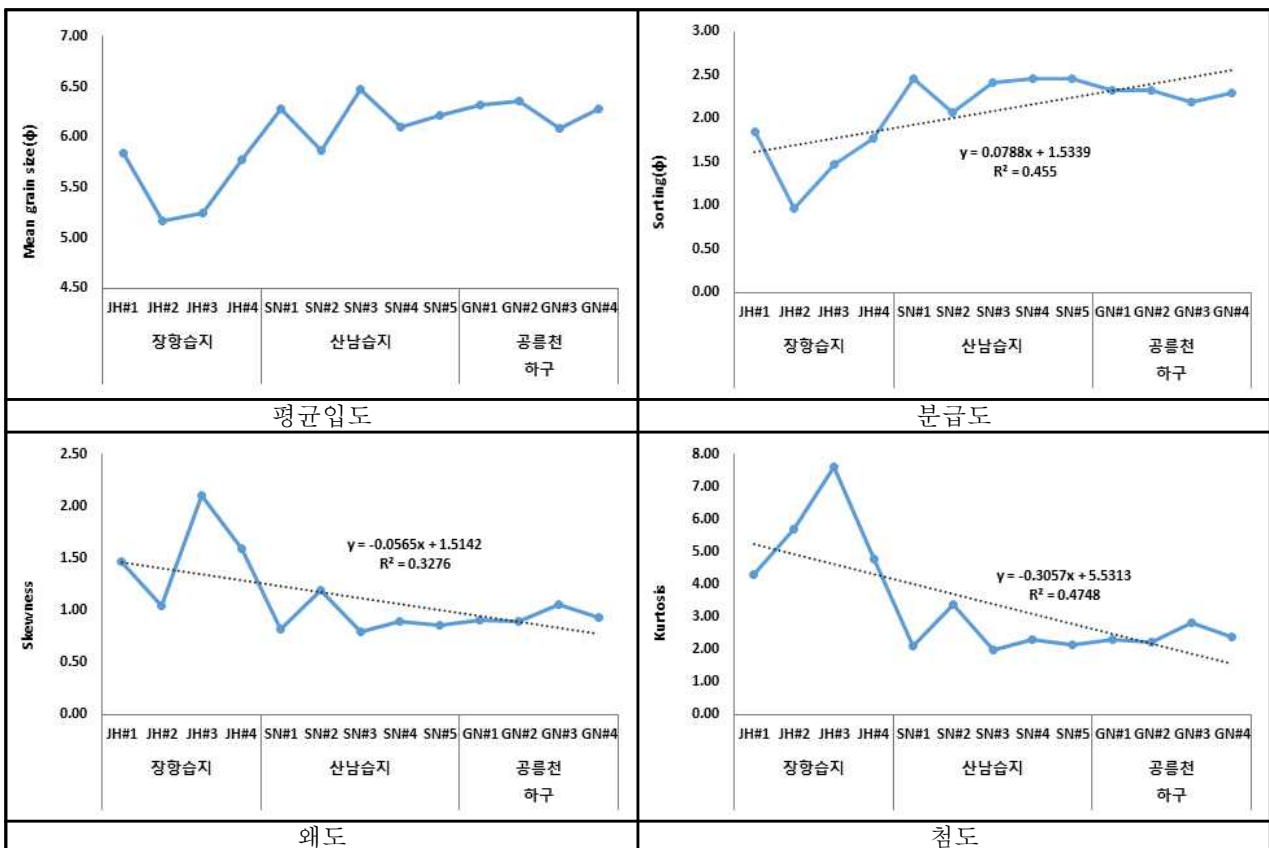 Mean grain size(ϕ)
7.00
6.50
6.00
5.50
5.00
4.50
JH#1 JH#2 JH#3 JH#4 SN#1 SN#2 SN#3 SN#4 SN#5 GN#1 GN#2 GN#3 GN#4
장항습지 산남습지 공릉천
하구
평균입도
Sorting(ϕ)
3.00
2.50
2.00
1.50
1.00
0.50
0.00
y = 0.0788x + 1.5339
R² = 0.455
JH#1 JH#2 JH#3 JH#4 SN#1 SN#2 SN#3 SN#4 SN#5 GN#1 GN#2 GN#3 GN#4
장항습지 산남습지 공릉천
하구
분급도
Skewness
2.50
2.00
1.50
1.00
0.50
0.00
y = -0.0565x + 1.5142
R² = 0.3276
JH#1 JH#2 JH#3 JH#4 SN#1 SN#2 SN#3 SN#4 SN#5 GN#1 GN#2 GN#3 GN#4
장항습지 산남습지 공릉천
하구
왜도
Kurtosis
8.00
7.00
6.00
5.00
4.00
3.00
2.00
1.00
0.00
y = -0.3057x + 5.5313
R² = 0.4748
JH#1 JH#2 JH#3 JH#4 SN#1 SN#2 SN#3 SN#4 SN#5 GN#1 GN#2 GN#3 GN#4
장항습지 산남습지 공릉천
하구
첨도